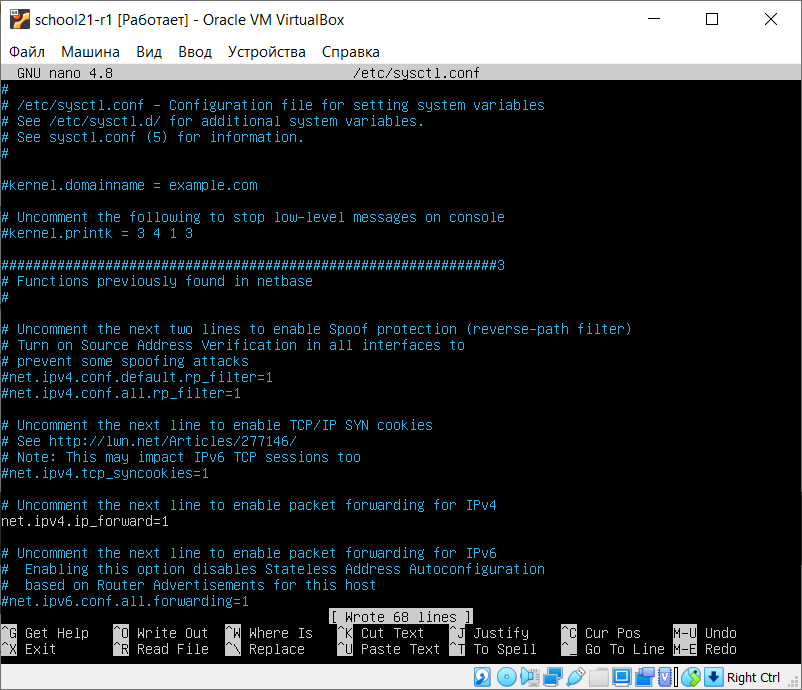 school21-r1 [Работает] - Oracle VM VirtualBox
Файл Машина Вид Ввод Устройства Справка
GNU nano 4.8 /etc/sysctl.conf
#
# /etc/sysctl.conf - Configuration file for setting system variables
# See /etc/sysctl.d/ for additional system variables.
# See sysctl.conf (5) for information.
#
#kernel.domainname = example.com
# Uncomment the following to stop low-level messages on console
#kernel.printk = 3 4 1 3
##############################################################3
# Functions previously found in netbase
#
# Uncomment the next two lines to enable Spoof protection (reverse-path filter)
# Turn on Source Address Verification in all interfaces to
# prevent some spoofing attacks
#net.ipv4.conf.default.rp_filter=1
#net.ipv4.conf.all.rp_filter=1
# Uncomment the next line to enable TCP/IP SYN cookies
# See http://lwn.net/Articles/277146/
# Note: This may impact IPv6 TCP sessions too
#net.ipv4.tcp_syncookies=1
# Uncomment the next line to enable packet forwarding for IPv4
net.ipv4.ip_forward=1
# Uncomment the next line to enable packet forwarding for IPv6
#  Enabling this option disables Stateless Address Autoconfiguration
#  based on Router Advertisements for this host
#net.ipv6.conf.all.forwarding=1
[ Wrote 68 lines ]
^G Get Help ^O Write Out ^W Where Is ^K Cut Text ^J Justify ^C Cur Pos M-U Undo
^X Exit ^R Read File ^\ Replace ^U Paste Text ^T To Spell ^_ Go To Line M-E Redo
Right Ctrl